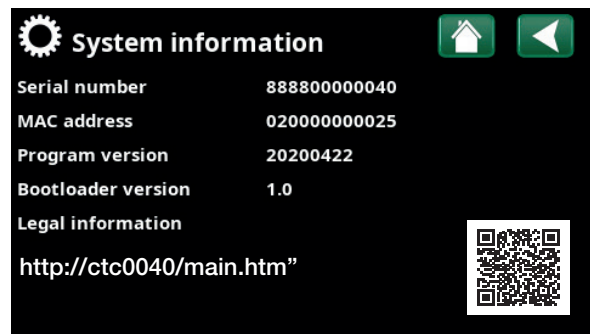 System information
Serial number 888800000040
MAC address 020000000025
Program version 20200422
Bootloader version 1.0
Legal information
http://ctc0040/main.htm”